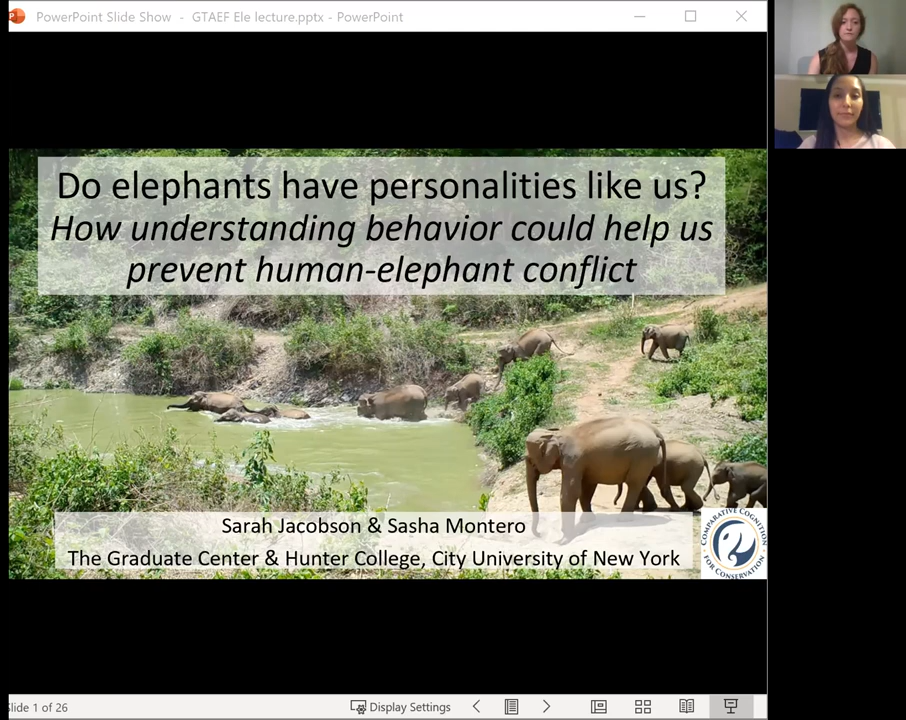 PowerPoint Slide Show - GTAEF Ele lecture.pptx - PowerPoint
Do elephants have personalities like us?
How understanding behavior could help us
prevent human-elephant conflict
Sarah Jacobson & Sasha Montero
The Graduate Center & Hunter College, City University of New York
COMPARATIVE COGNITION
FOR CONSERVATION
lide 1 of 26
Display Settings